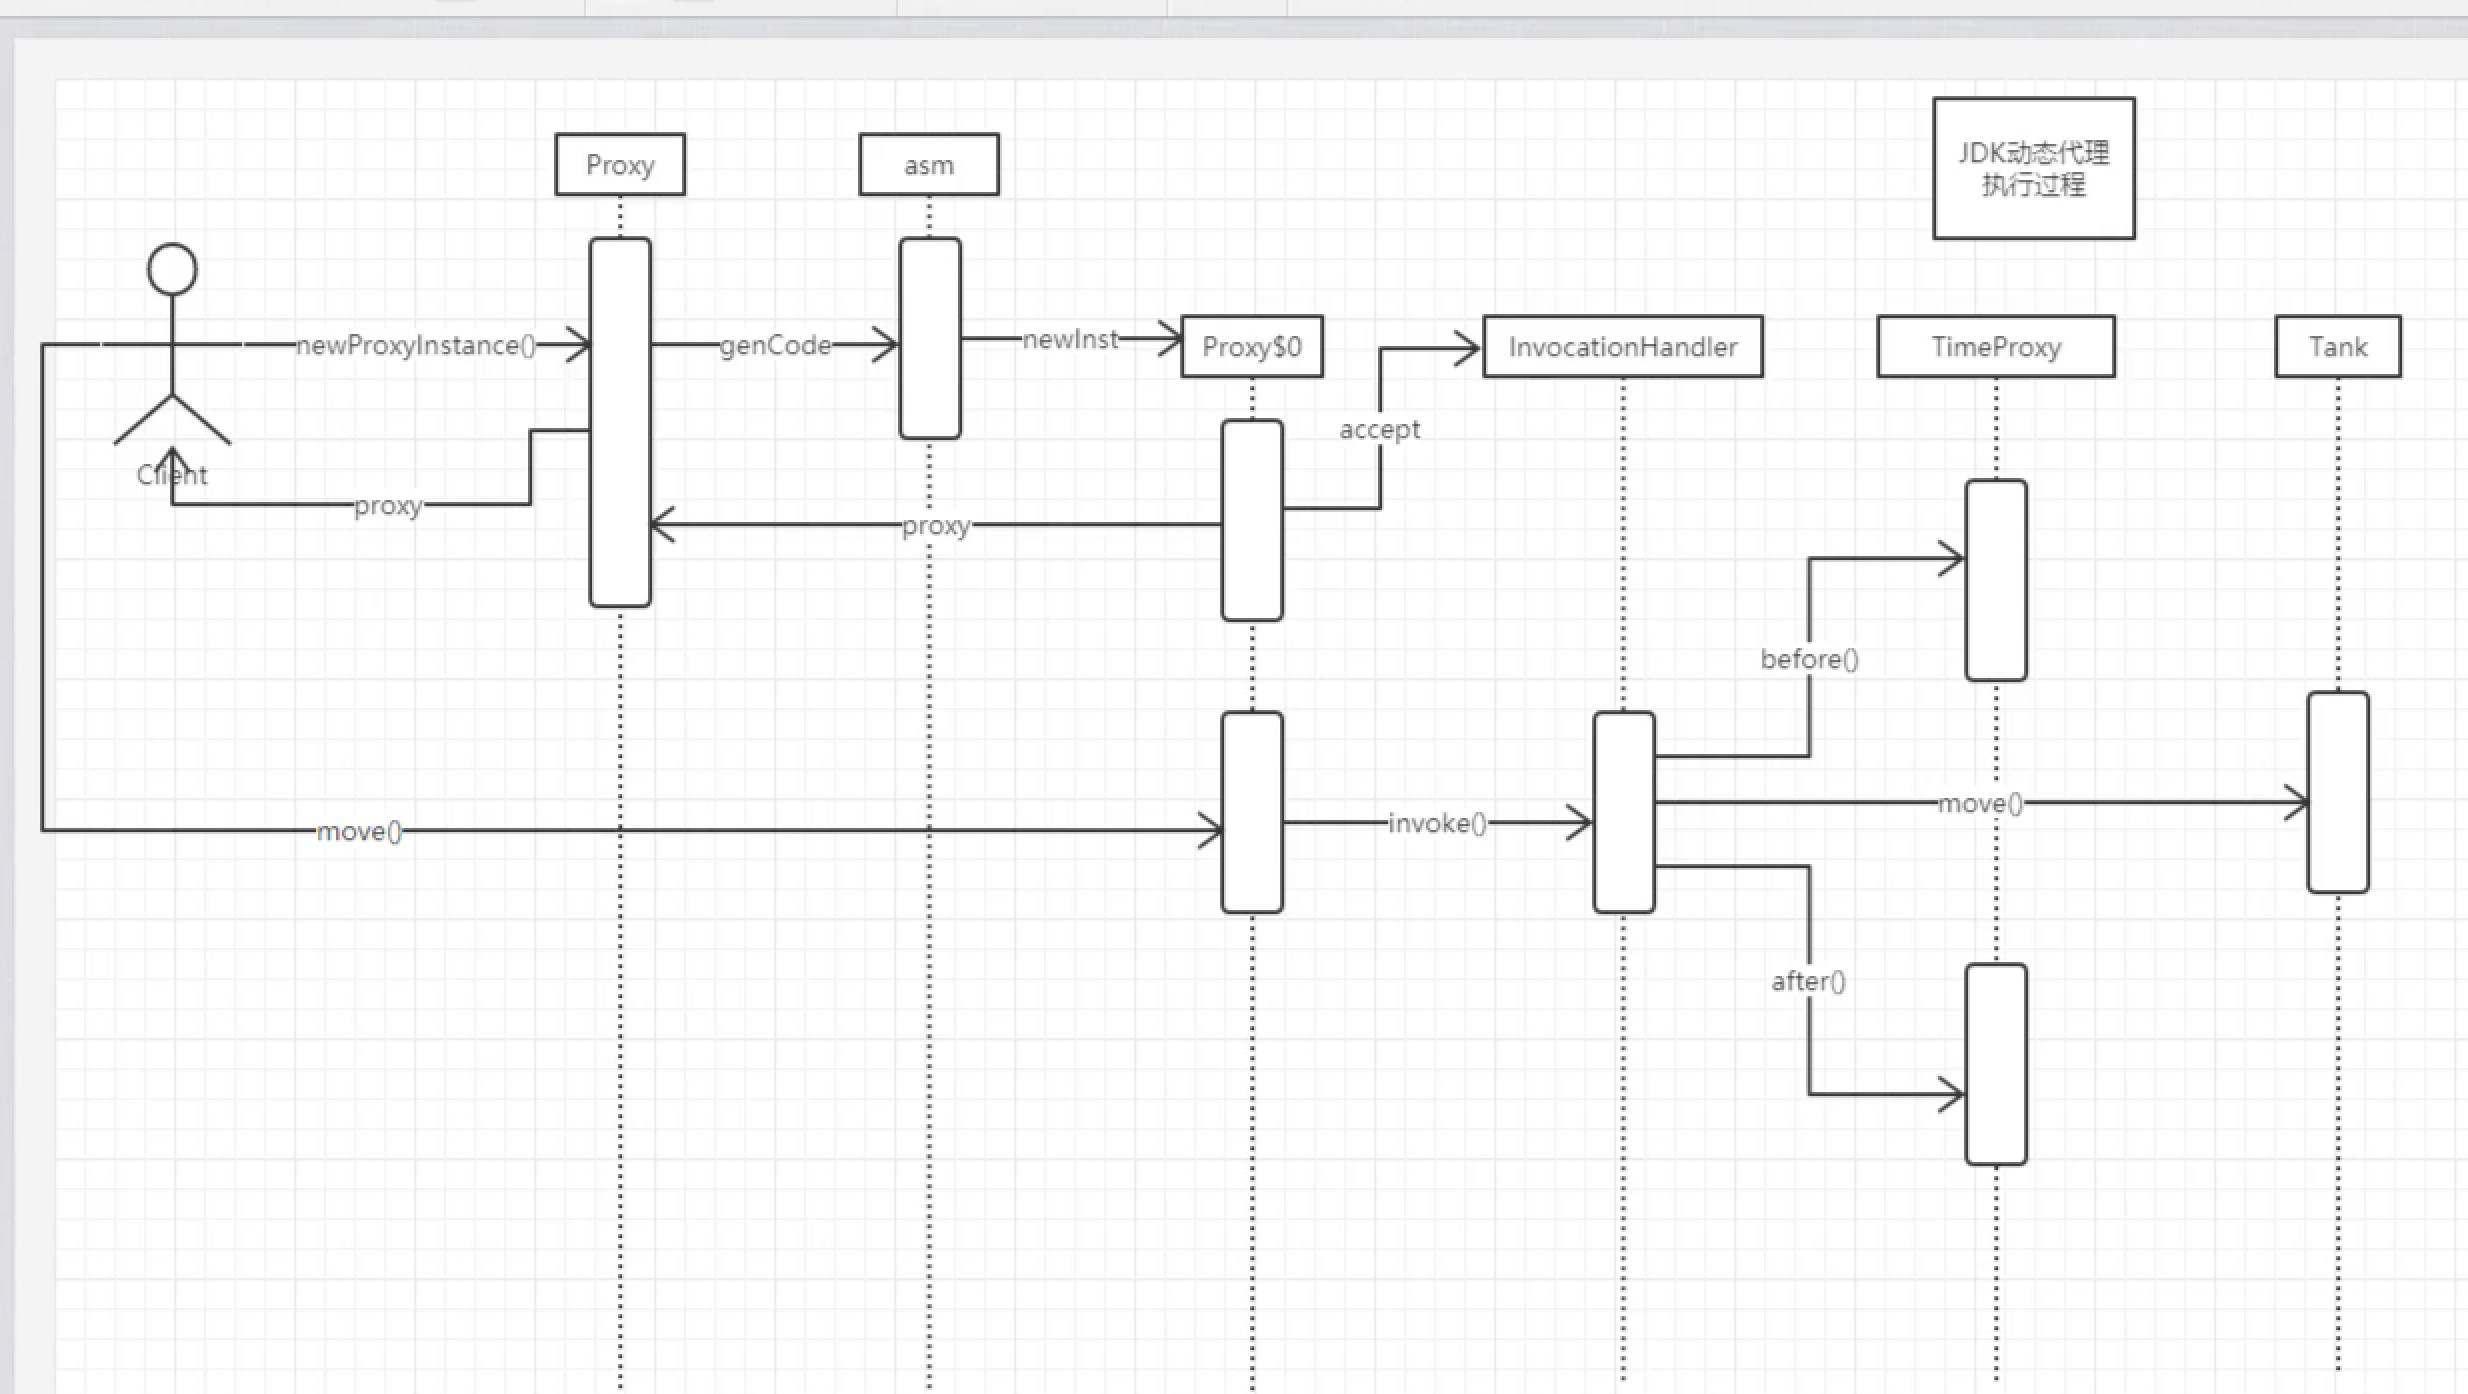 JDK动态代理
执行过程
Proxy
asm
newProxyInstance()
genCode
newInst
Proxy$0
InvocationHandler
TimeProxy
Tank
accept
Client
proxy
proxy
before()
move()
move()
invoke()
after()